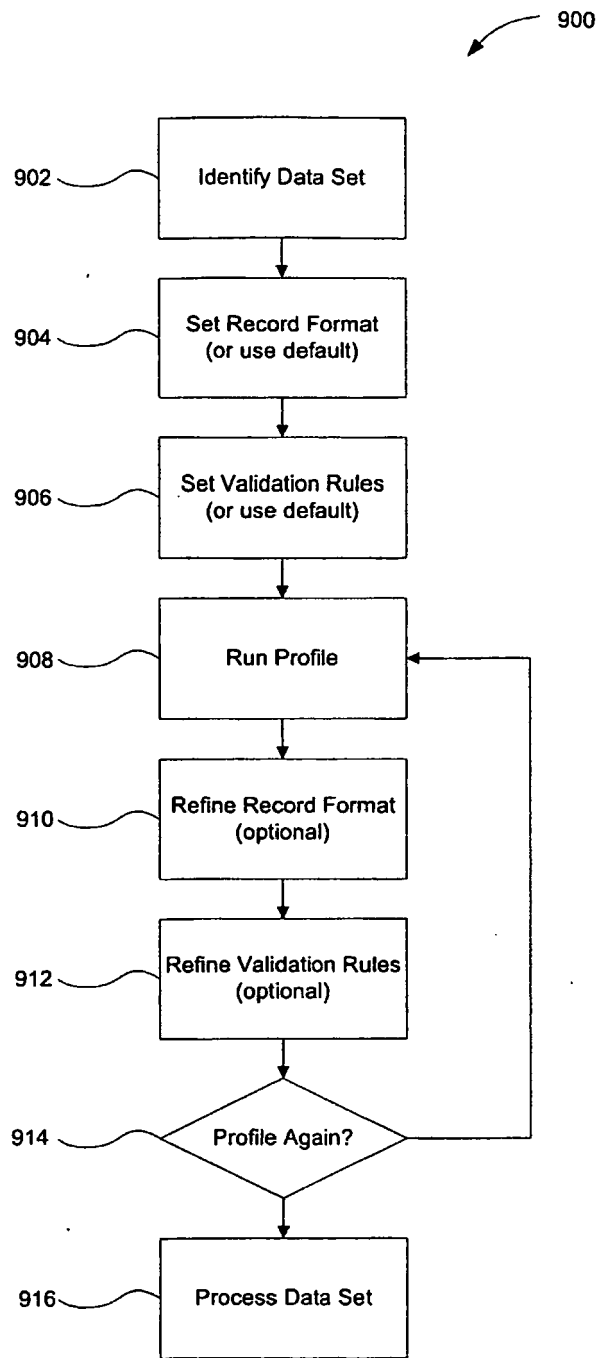 900
902
Identify Data Set
904
Set Record Format
(or use default)
906
Set Validation Rules
(or use default)
908
Run Profile
910
Refine Record Format
(optional)
912
Refine Validation Rules
(optional)
914
Profile Again?
916
Process Data Set